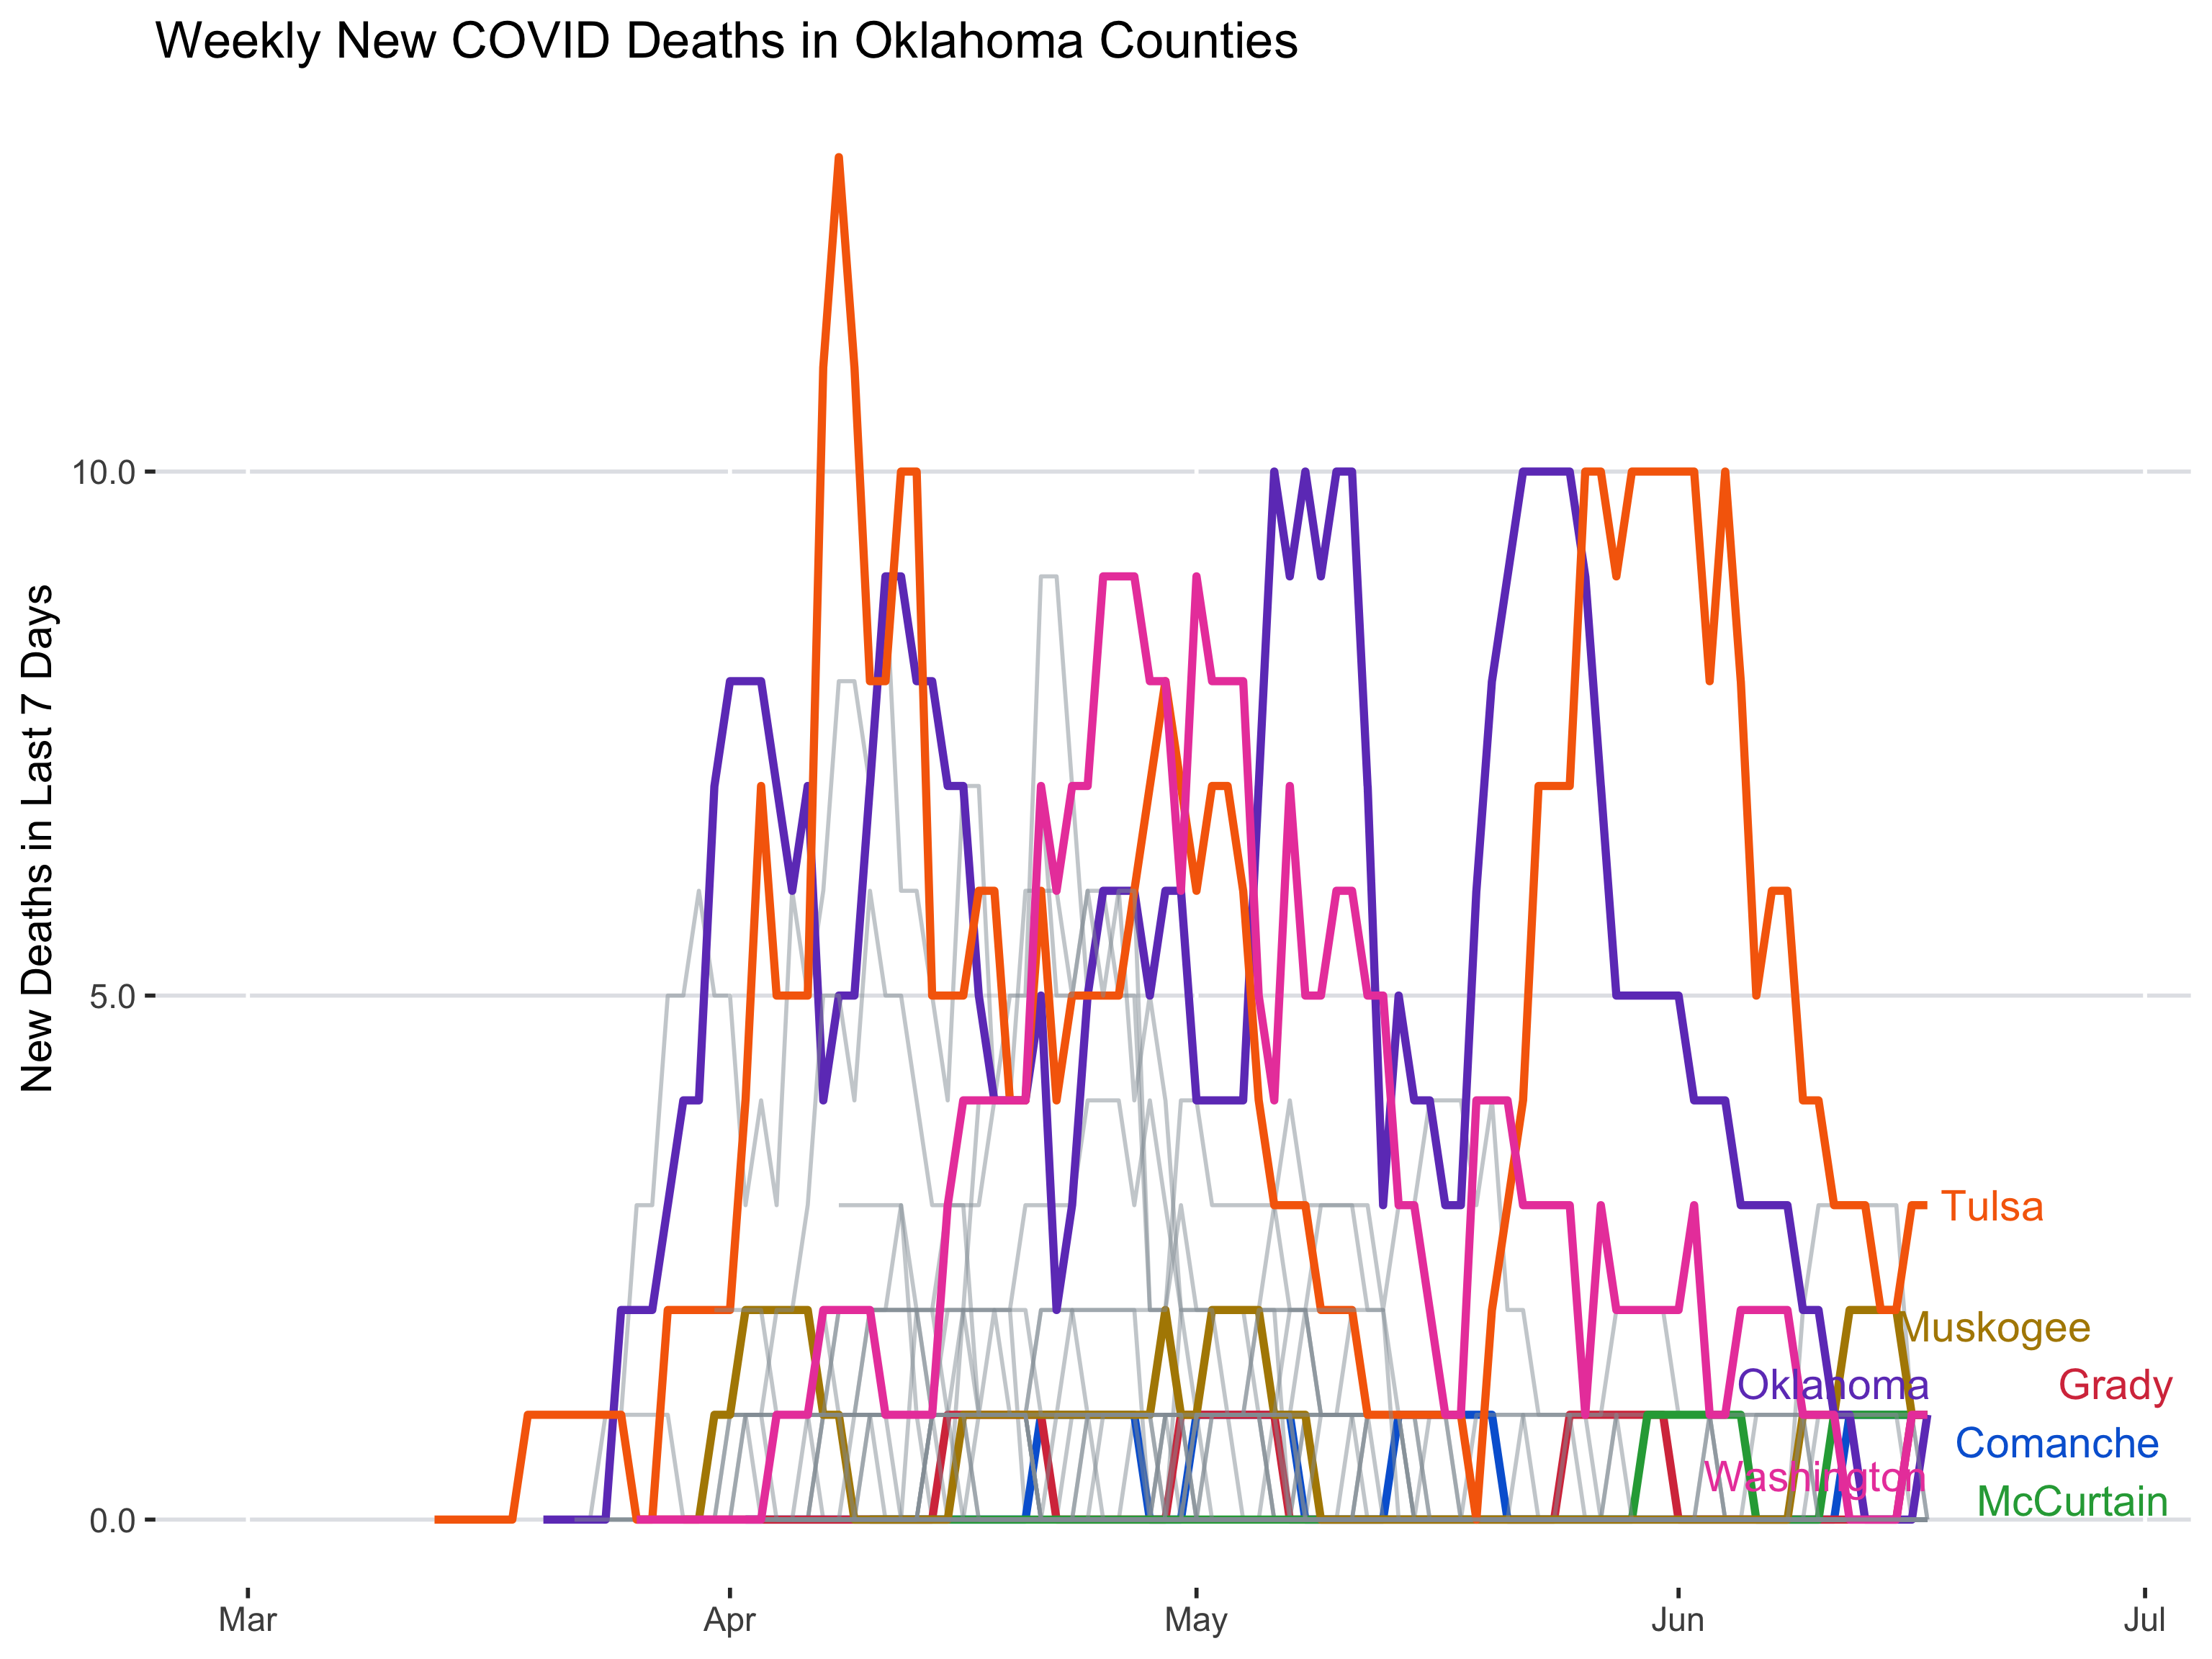 Weekly New COVID Deaths in Oklahoma Counties
New Deaths in Last 7 Days
10.0
5.0
0.0
Tulsa
Muskogee
Oklahoma
Grady
Comanche
Washington
McCurtain
Mar
Apr
May
Jun
Jul